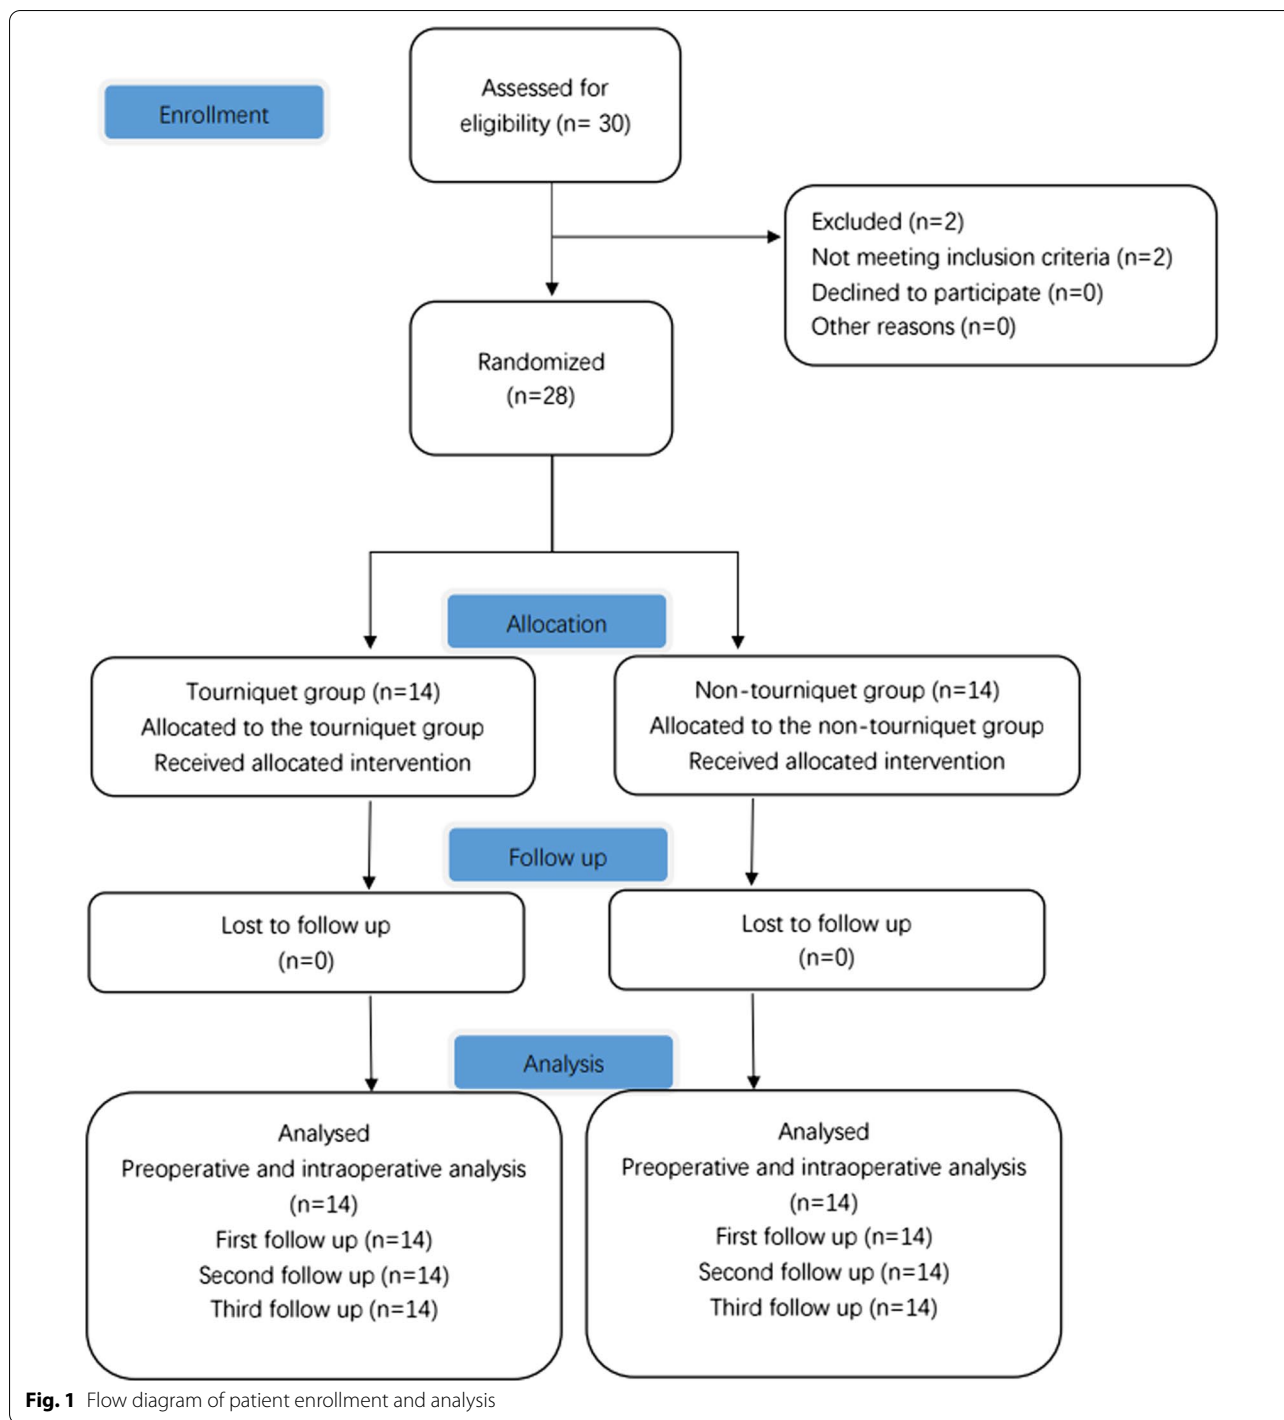 Enrollment
Assessed for
eligibility (n= 30)
Excluded (n=2)
Not meeting inclusion criteria (n=2)
Declined to participate (n=0)
Other reasons (n=0)
Randomized
(n=28)
Allocation
Tourniquet group (n=14)
Allocated to the tourniquet group
Received allocated intervention
Non-tourniquet group (n=14)
Allocated to the non-tourniquet group
Received allocated intervention
Follow up
Lost to follow up
(n=0)
Lost to follow up
(n=0)
Analysis
Analysed
Preoperative and intraoperative analysis
(n=14)
First follow up (n=14)
Second follow up (n=14)
Third follow up (n=14)
Analysed
Preoperative and intraoperative analysis
(n=14)
First follow up (n=14)
Second follow up (n=14)
Third follow up (n=14)
Fig. 1 Flow diagram of patient enrollment and analysis